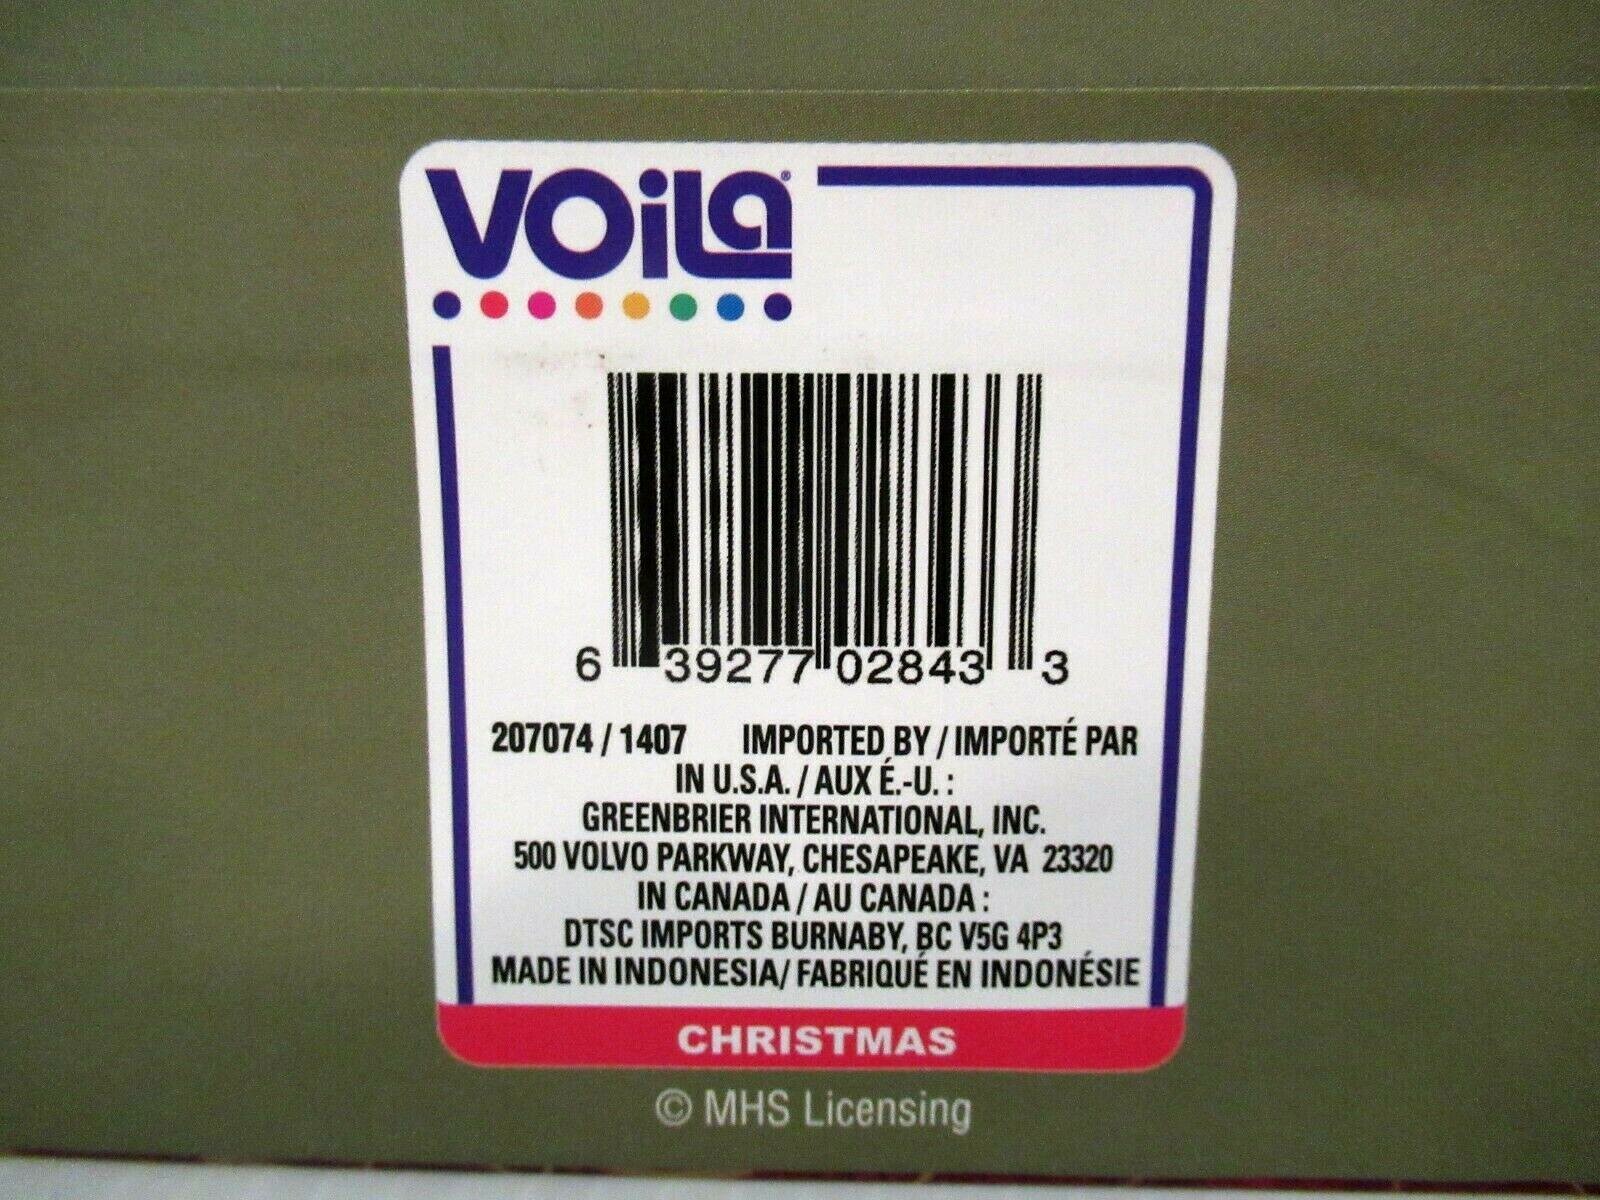 VOiLa®
6 39277 02843 3
207074 / 1407 IMPORTED BY / IMPORTÉ PAR
IN U.S.A. / AUX É.-U. :
GREENBRIER INTERNATIONAL, INC.
500 VOLVO PARKWAY, CHESAPEAKE, VA 23320
IN CANADA / AU CANADA :
DTSC IMPORTS BURNABY, BC V5G 4P3
MADE IN INDONESIA/ FABRIQUÉ EN INDONÉSIE
CHRISTMAS
© MHS Licensing